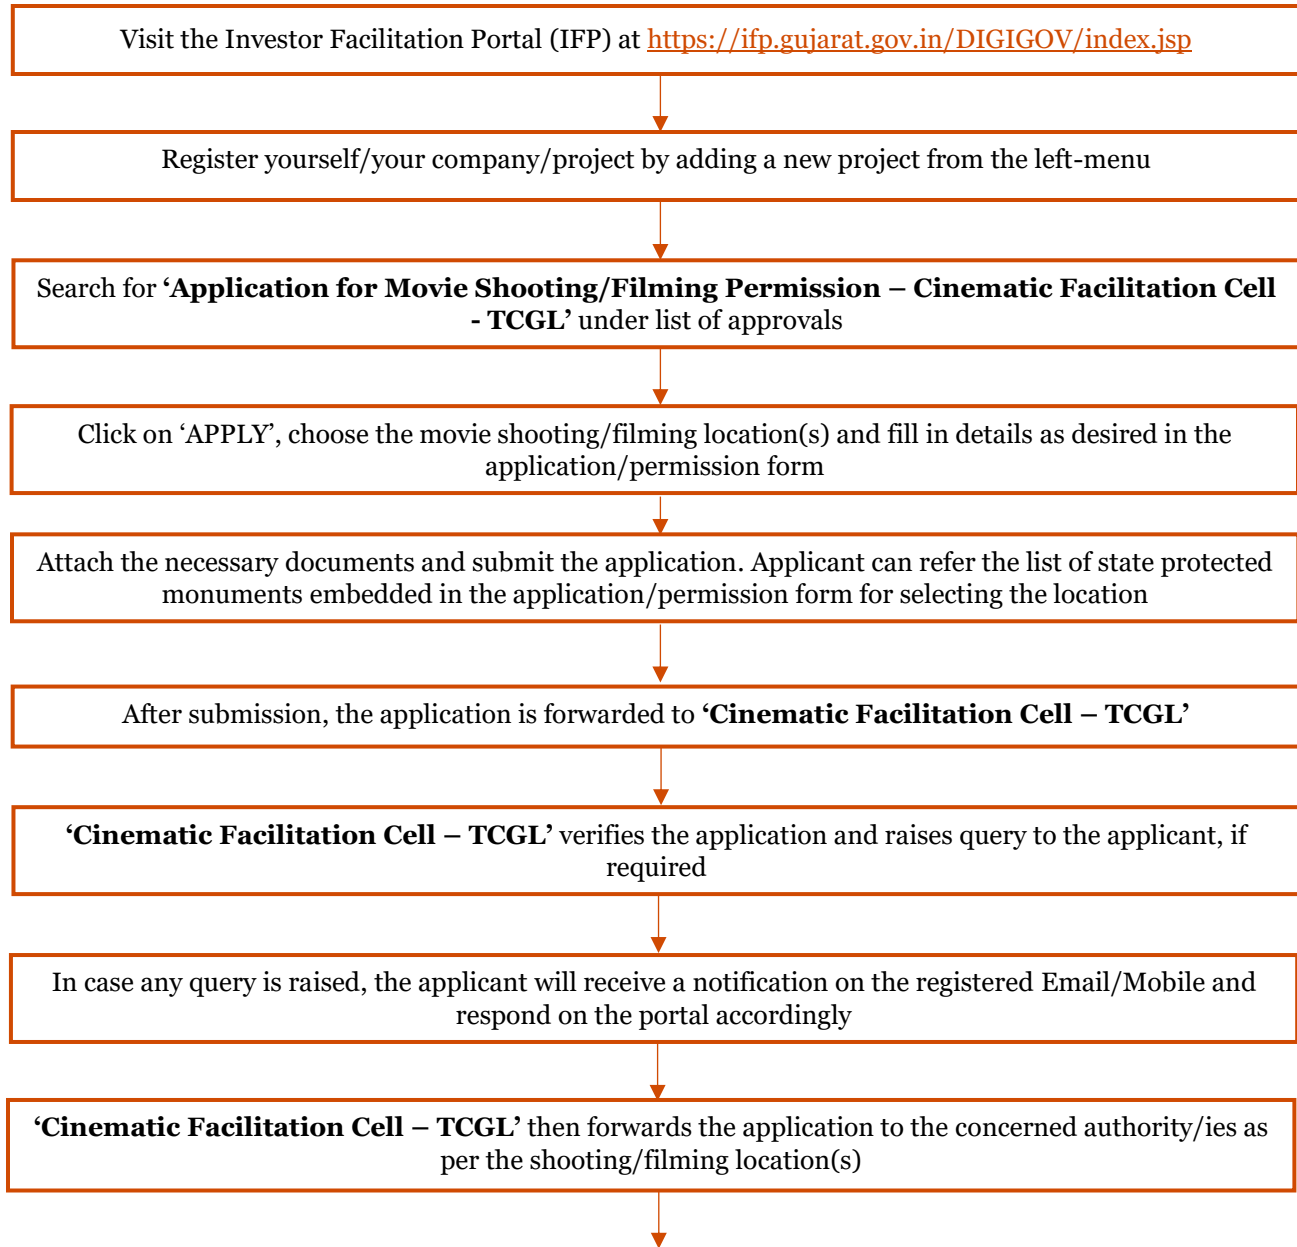 Visit the Investor Facilitation Portal (IFP) at https://ifp.gujarat.gov.in/DIGIGOV/index.jsp
Register yourself/your company/project by adding a new project from the left-menu
Search for ‘Application for Movie Shooting/Filming Permission – Cinematic Facilitation Cell
- TCGL’ under list of approvals
Click on ‘APPLY’, choose the movie shooting/filming location(s) and fill in details as desired in the
application/permission form
Attach the necessary documents and submit the application. Applicant can refer the list of state protected
monuments embedded in the application/permission form for selecting the location
After submission, the application is forwarded to ‘Cinematic Facilitation Cell – TCGL’
‘Cinematic Facilitation Cell – TCGL’ verifies the application and raises query to the applicant, if
required
In case any query is raised, the applicant will receive a notification on the registered Email/Mobile and
respond on the portal accordingly
‘Cinematic Facilitation Cell – TCGL’ then forwards the application to the concerned authority/ies as
per the shooting/filming location(s)